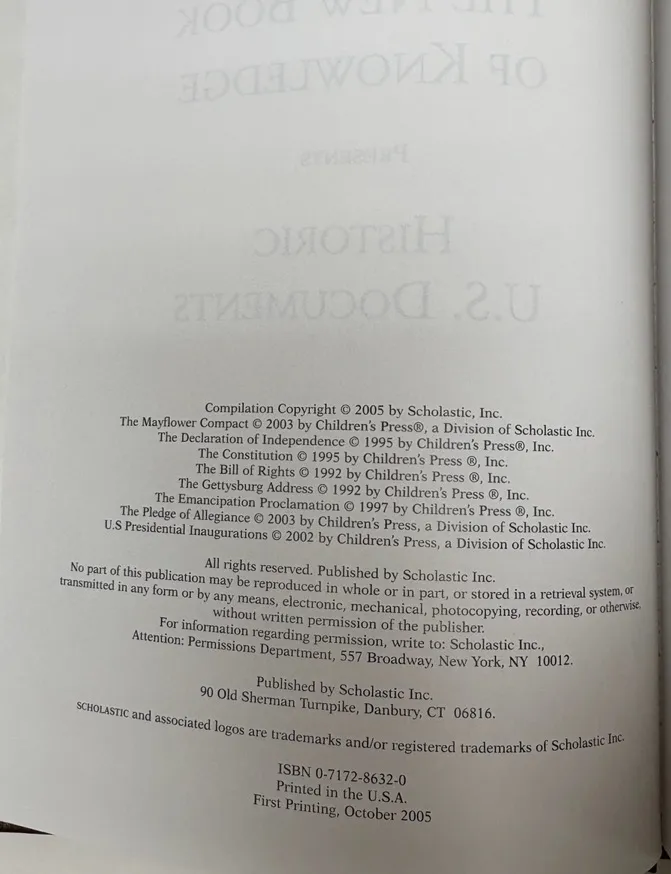 THE NEW BOOK
OF KNOWLEDGE
PRESENTS
HISTORIC
U.S. DOCUMENTS
Compilation Copyright © 2005 by Scholastic, Inc.
The Mayflower Compact © 2003 by Children's Press®, a Division of Scholastic Inc.
The Declaration of Independence © 1995 by Children's Press®, Inc.
The Constitution © 1995 by Children's Press ®, Inc.
The Bill of Rights © 1992 by Children's Press ®, Inc.
The Gettysburg Address © 1992 by Children's Press ®, Inc.
The Emancipation Proclamation © 1997 by Children's Press ®, Inc.
The Pledge of Allegiance © 2003 by Children's Press, a Division of Scholastic Inc.
U.S Presidential Inaugurations © 2002 by Children's Press, a Division of Scholastic Inc.
All rights reserved. Published by Scholastic Inc.
No part of this publication may be reproduced in whole or in part, or stored in a retrieval system, or
transmitted in any form or by any means, electronic, mechanical, photocopying, recording, or otherwise,
without written permission of the publisher.
For information regarding permission, write to: Scholastic Inc.,
Attention: Permissions Department, 557 Broadway, New York, NY 10012.
Published by Scholastic Inc.
90 Old Sherman Turnpike, Danbury, CT 06816.
SCHOLASTIC and associated logos are trademarks and/or registered trademarks of Scholastic Inc.
ISBN 0-7172-8632-0
Printed in the U.S.A.
First Printing, October 2005